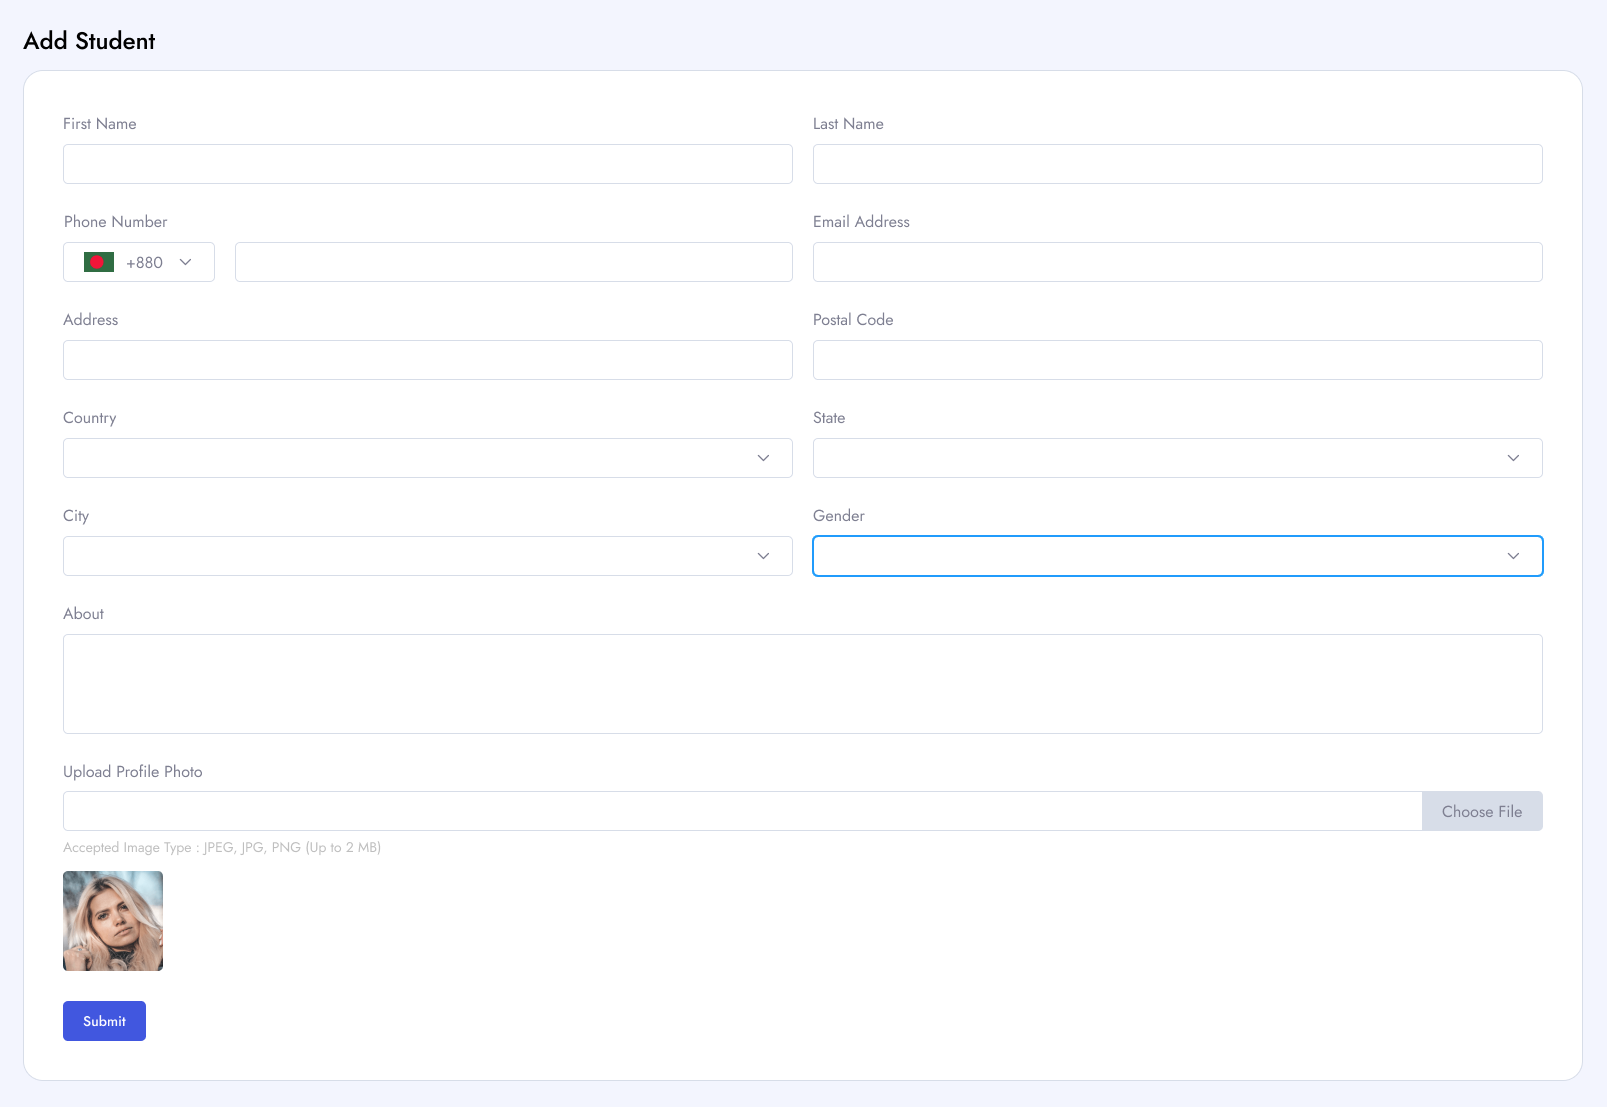 Add Student
First Name
Last Name
Phone Number
Email Address
+880
Address
Postal Code
Country
State
City
Gender
About
Upload Profile Photo
Choose File
Accepted Image Type : JPEG, JPG, PNG (Up to 2 MB)
Submit